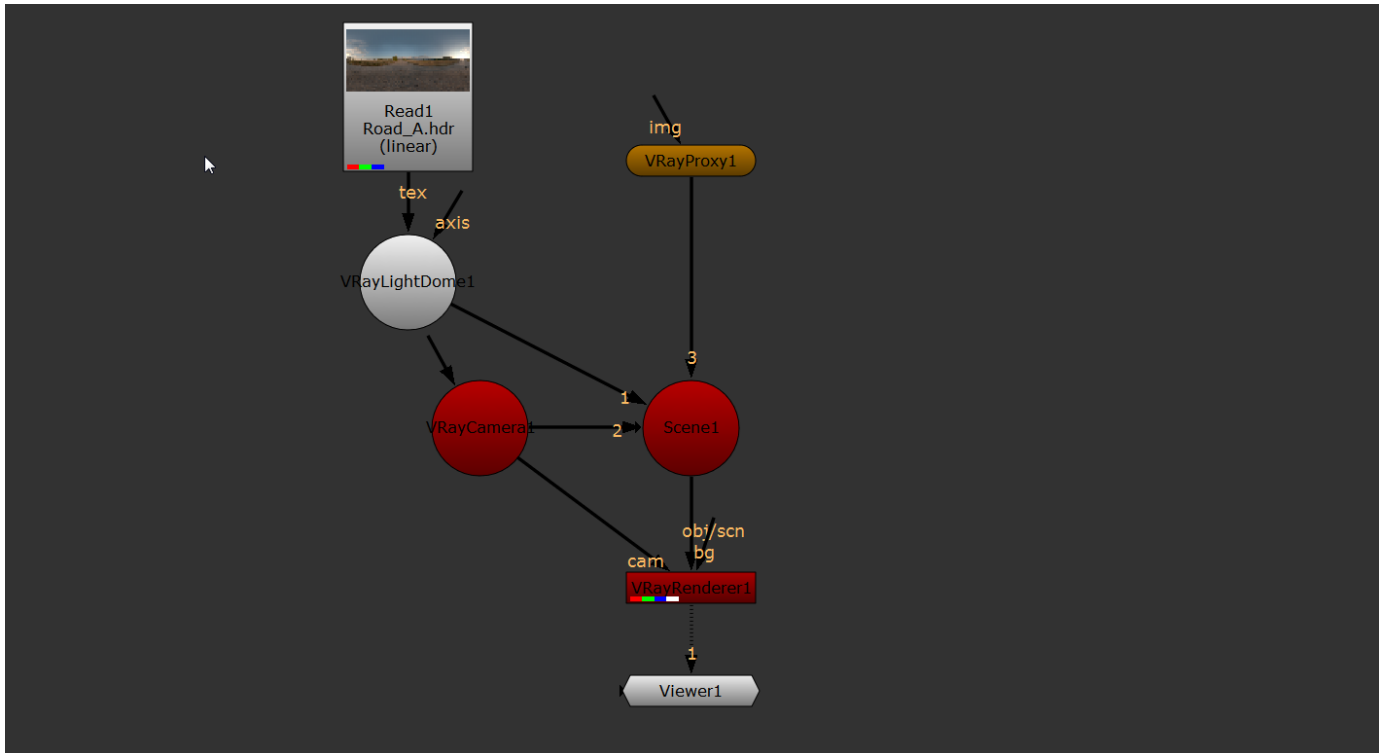 Read1
Road_A.hdr
(linear)
img
VRayProxy1
tex
axis
VRayLightDome1
3
1
VRayCamera1
2
Scene1
obj/scn
bg
cam
VRayRenderer1
1
Viewer1